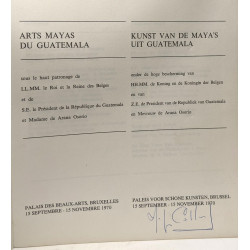 ARTS MAYAS
DU GUATEMALA
sous le haut patronage de
LL.MM. le Roi et la Reine des Belges
et de
S.E. le Président de la République du Guatemala
et Madame de Arana Osorio
PALAIS DES BEAUX-ARTS, BRUXELLES
15 SEPTEMBRE - 15 NOVEMBRE 1970
KUNST VAN DE MAYA'S
UIT GUATEMALA
onder de hoge bescherming van
HH.MM. de Koning en de Koningin der Belgen
en van
Z.E. de President van de Republiek van Guatemala
en Mevrouw de Arana Osorio
PALEIS VOOR SCHONE KUNSTEN, BRUSSEL
15 SEPTEMBER - 15 NOVEMBER 1970